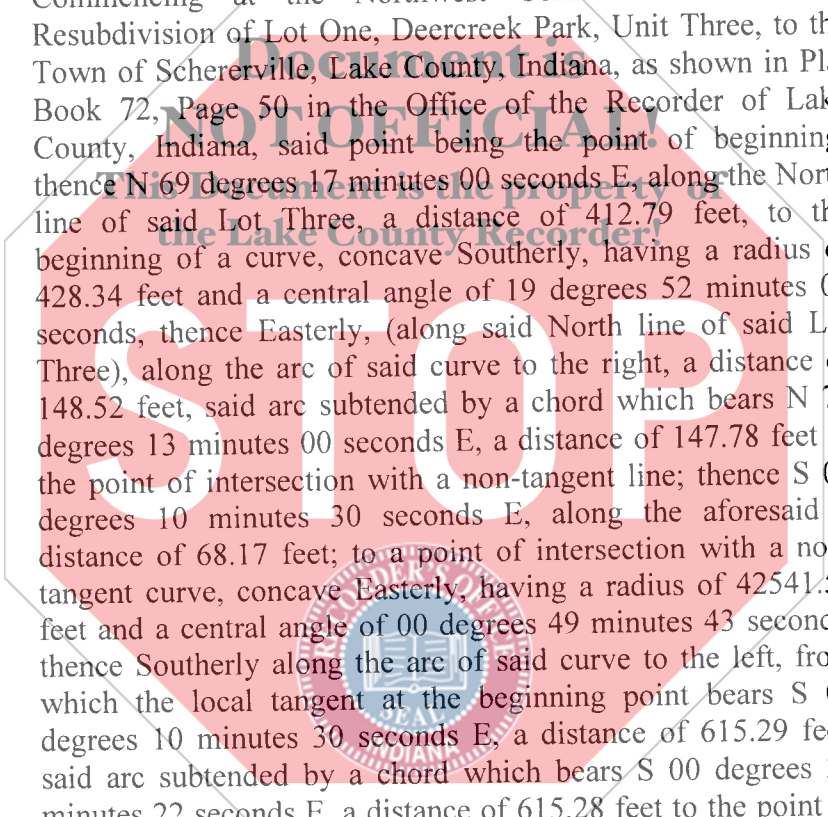 Commencing at the Northwest
Resubdivision of Lot One, Deercreek Park, Unit Three, to
Town of Schererville, Lake County, Indiana, as shown in
Book 72, Page 50 in the Office of the Recorder of
County, Indiana, said point being the point of
thence N 69 degrees 17 minutes 00 seconds E, along the
line of said Lot Three, a distance of 412.79 feet, to
beginning of a curve, concave Southerly, having a radius
428.34 feet and a central angle of 19 degrees 52 minutes
seconds, thence Easterly, (along said North line of said
Three), along the arc of said curve to the right, a distance
148.52 feet, said arc subtended by a chord which bears N
degrees 13 minutes 00 seconds E, a distance of 147.78 feet
the point of intersection with a non-tangent line; thence S
degrees 10 minutes 30 seconds E, along the aforesaid
distance of 68.17 feet; to a point of intersection with a
tangent curve, concave Easterly, having a radius of
feet and a central angle of 00 degrees 49 minutes 43
thence Southerly along the arc of said curve to the left,
which the local tangent at the beginning point bears S
degrees 10 minutes 30 seconds E, a distance of 615.29
said arc subtended by a chord which bears S 00 degrees
minutes 22 seconds E, a distance of 615.28 feet to the point
Document is
NOT OFFICIAL!
This Document is the property of
the Lake County Recorder!
STOP
RECORDER'S OFFICE
SEAL
INDIANA